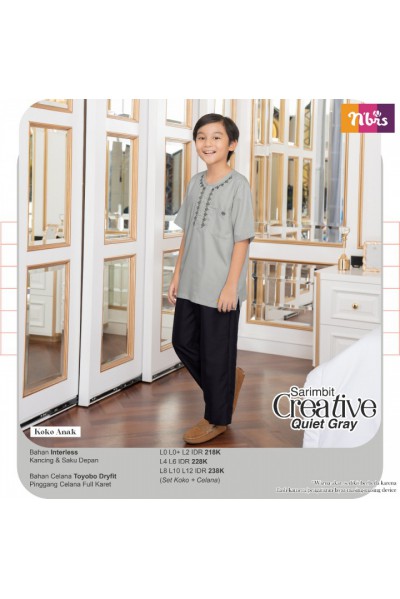 Nbrs
Sarimbit
Creative
Quiet Gray
Koko Anak
Bahan Interless
Kancing & Saku Depan
Bahan Celana Toyobo Dryfit
Pinggang Celana Full Karet
L0 L0+ L2 IDR 218K
L4 L6 IDR 228K
L8 L10 L12 IDR 238K
(Set Koko + Celana)
device